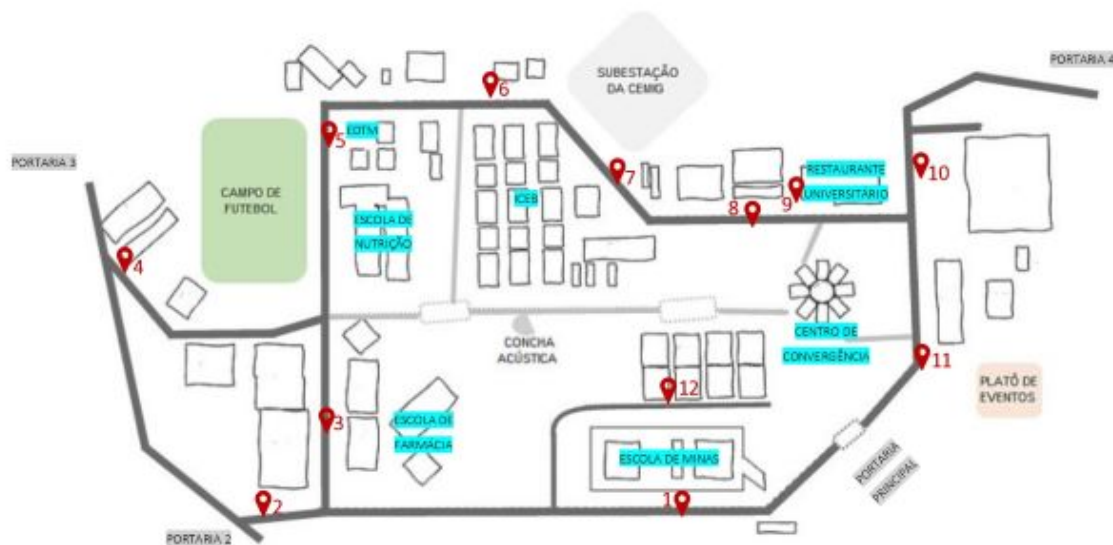 PORTARIA 4
SUBESTAÇÃO
DA CEMIG
6
5
EDTM
PORTARIA 3
CAMPO DE
FUTEBOL
7
RESTAURANTE
UNIVERSITÁRIO
10
9
8
ICEB
ESCOLA DE
NUTRIÇÃO
4
CONCHA
ACÚSTICA
CENTRO DE
CONVERGÊNCIA
11
12
PLATÔ DE
EVENTOS
3
ESCOLA DE
FARMÁCIA
ESCOLA DE MINAS
PORTARIA
PRINCIPAL
2
1
PORTARIA 2